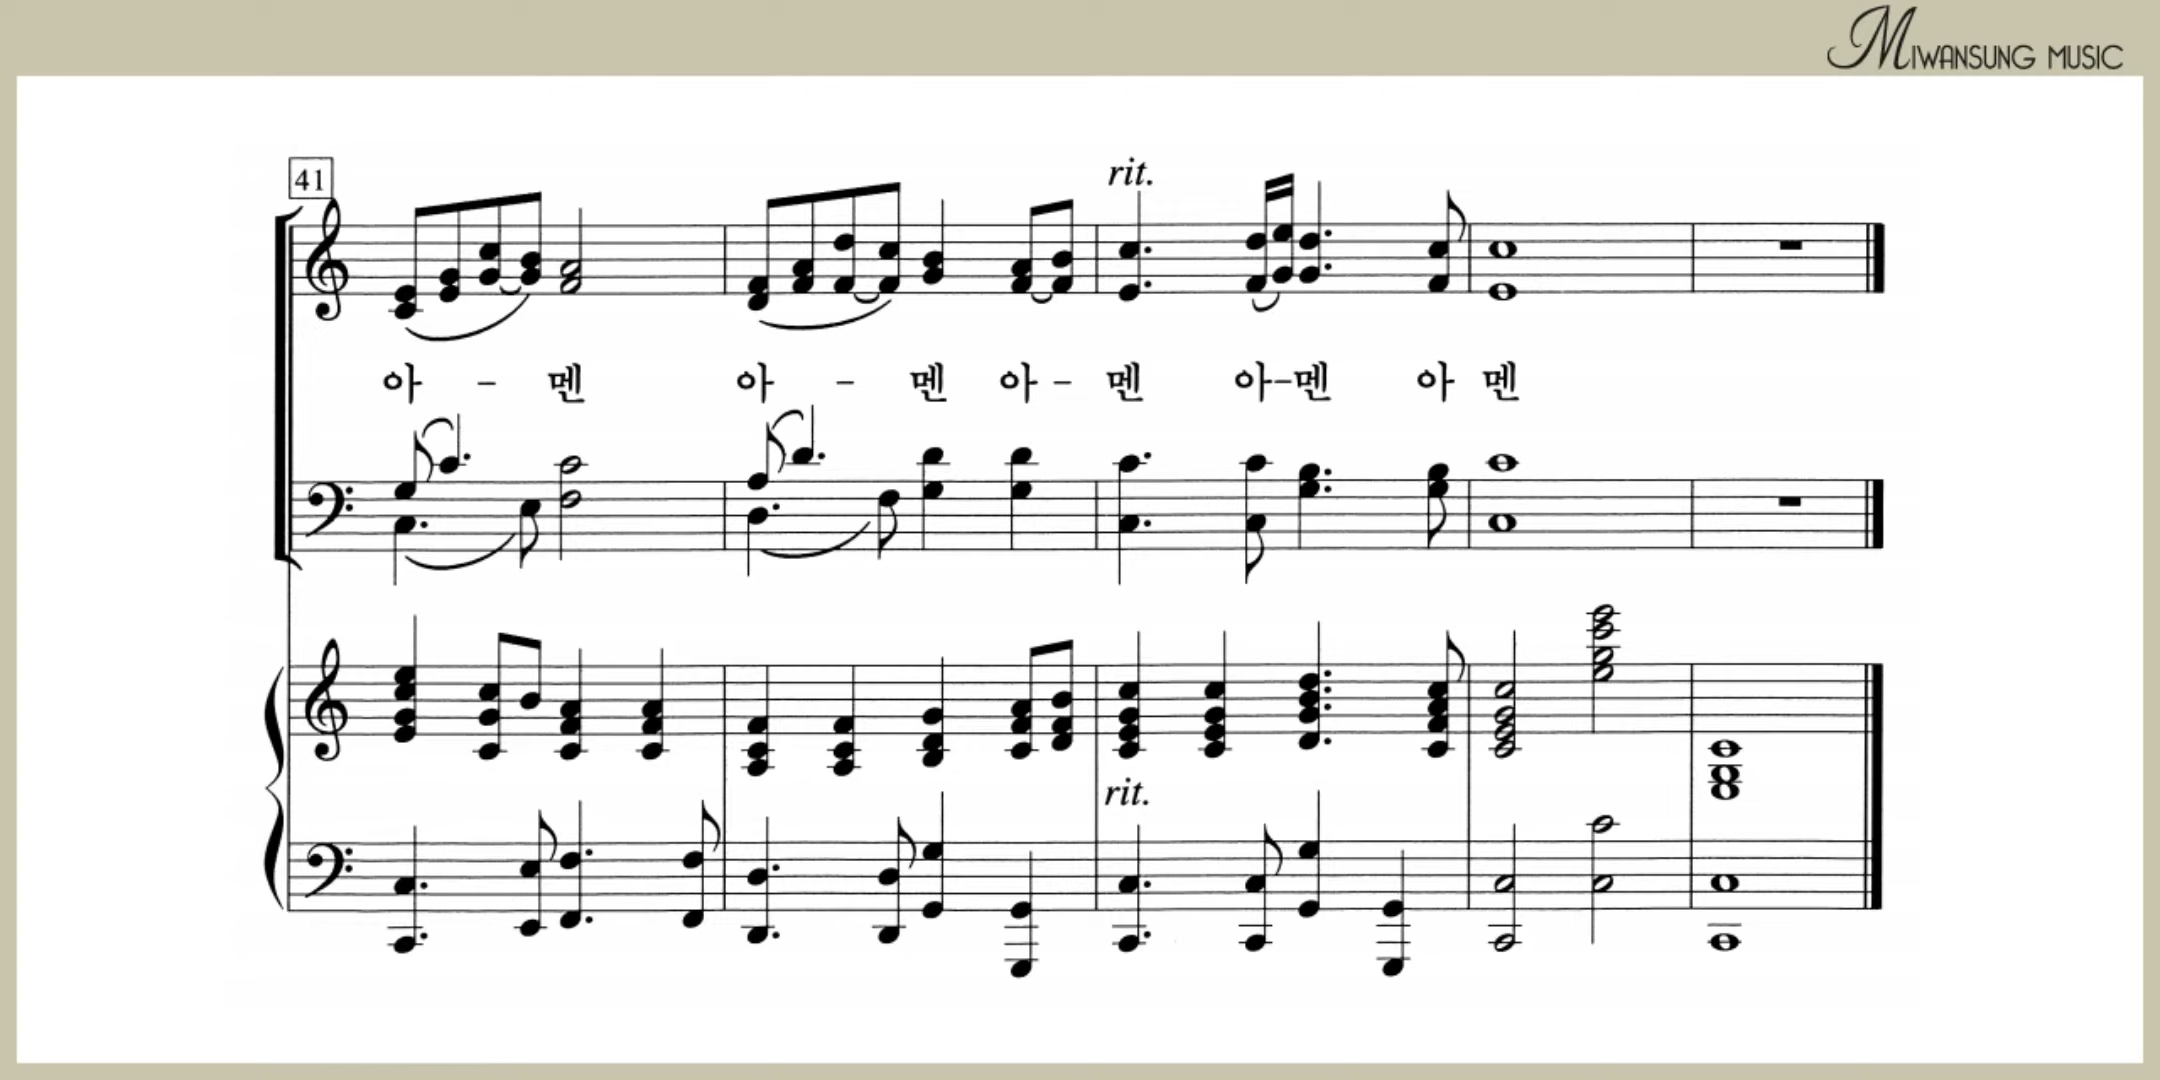 MIWANSUNG MUSIC
41
rit.
아 - 멘 아 - 멘 아 - 멘 아-멘 아 멘
rit.